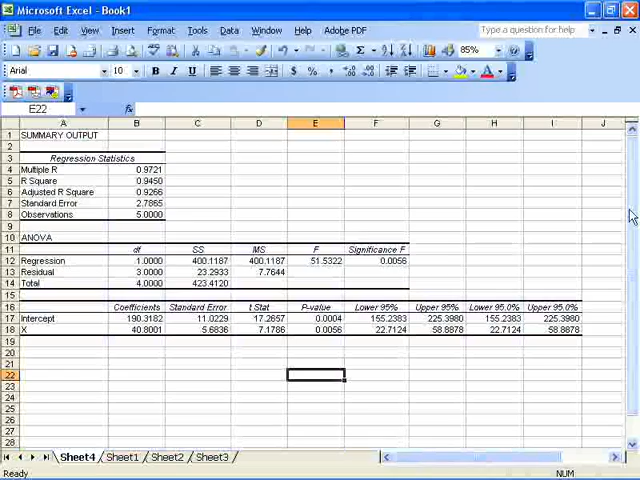 Microsoft Excel - Book1
File Edit View Insert Format Tools Data Window Help Adobe PDF Type a question for help
85%
Arial 10 B I U $ %
E22 fx
A B C D E F G H I J
1 SUMMARY OUTPUT
2
3 Regression Statistics
4 Multiple R 0.9721
5 R Square 0.9450
6 Adjusted R Square 0.9266
7 Standard Error 2.7865
8 Observations 5.0000
9
10 ANOVA
11 df SS MS F Significance F
12 Regression 1.0000 400.1187 400.1187 51.5322 0.0056
13 Residual 3.0000 23.2933 7.7644
14 Total 4.0000 423.4120
15
16 Coefficients Standard Error t Stat P-value Lower 95% Upper 95% Lower 95.0% Upper 95.0%
17 Intercept 190.3182 11.0229 17.2657 0.0004 155.2383 225.3980 155.2383 225.3980
18 X 40.8001 5.6836 7.1786 0.0056 22.7124 58.8878 22.7124 58.8878
19
20
21
22
23
24
25
26
27
28
Sheet4 Sheet1 Sheet2 Sheet3
Ready NUM